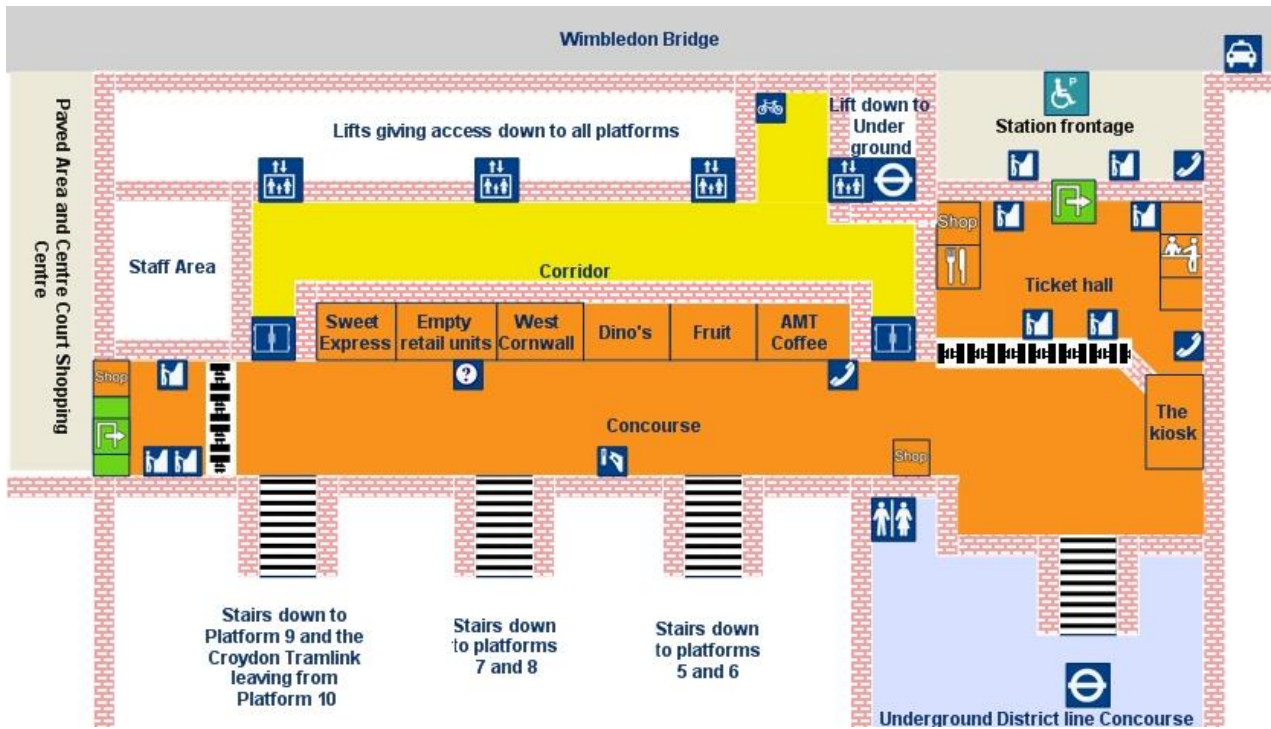 Wimbledon Bridge
Paved Area and Centre Court Shopping
Centre
Lifts giving access down to all platforms
Lift down to
Under
ground
P
Station frontage
Staff Area
Corridor
Shop
Ticket hall
Sweet
Express
Empty
retail units
West
Cornwall
Dino's
Fruit
AMT
Coffee
Shop
?
Concourse
The
kiosk
Shop
Stairs down to
Platform 9 and the
Croydon Tramlink
leaving from
Platform 10
Stairs down
to platforms
7 and 8
Stairs down
to platforms
5 and 6
Underground District line Concourse